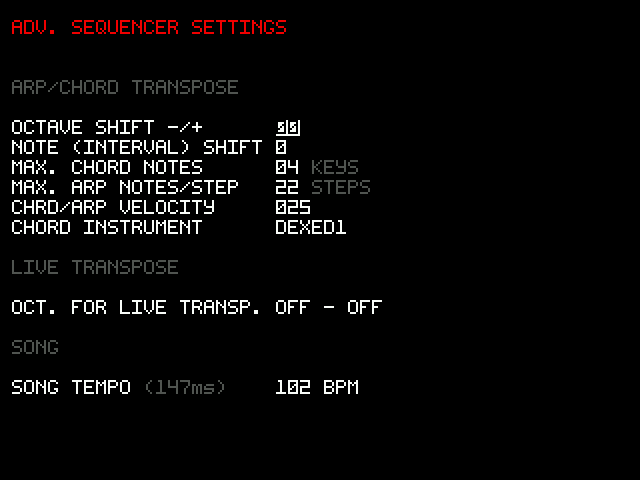 ADV. SEQUENCER SETTINGS
ARP/CHORD TRANSPOSE
OCTAVE SHIFT -/+ 00
NOTE (INTERVAL) SHIFT 0
MAX. CHORD NOTES 04 KEYS
MAX. ARP NOTES/STEP 22 STEPS
CHRD/ARP VELOCITY 025
CHORD INSTRUMENT DEXED1
LIVE TRANSPOSE
OCT. FOR LIVE TRANSP. OFF - OFF
SONG
SONG TEMPO (147ms) 102 BPM